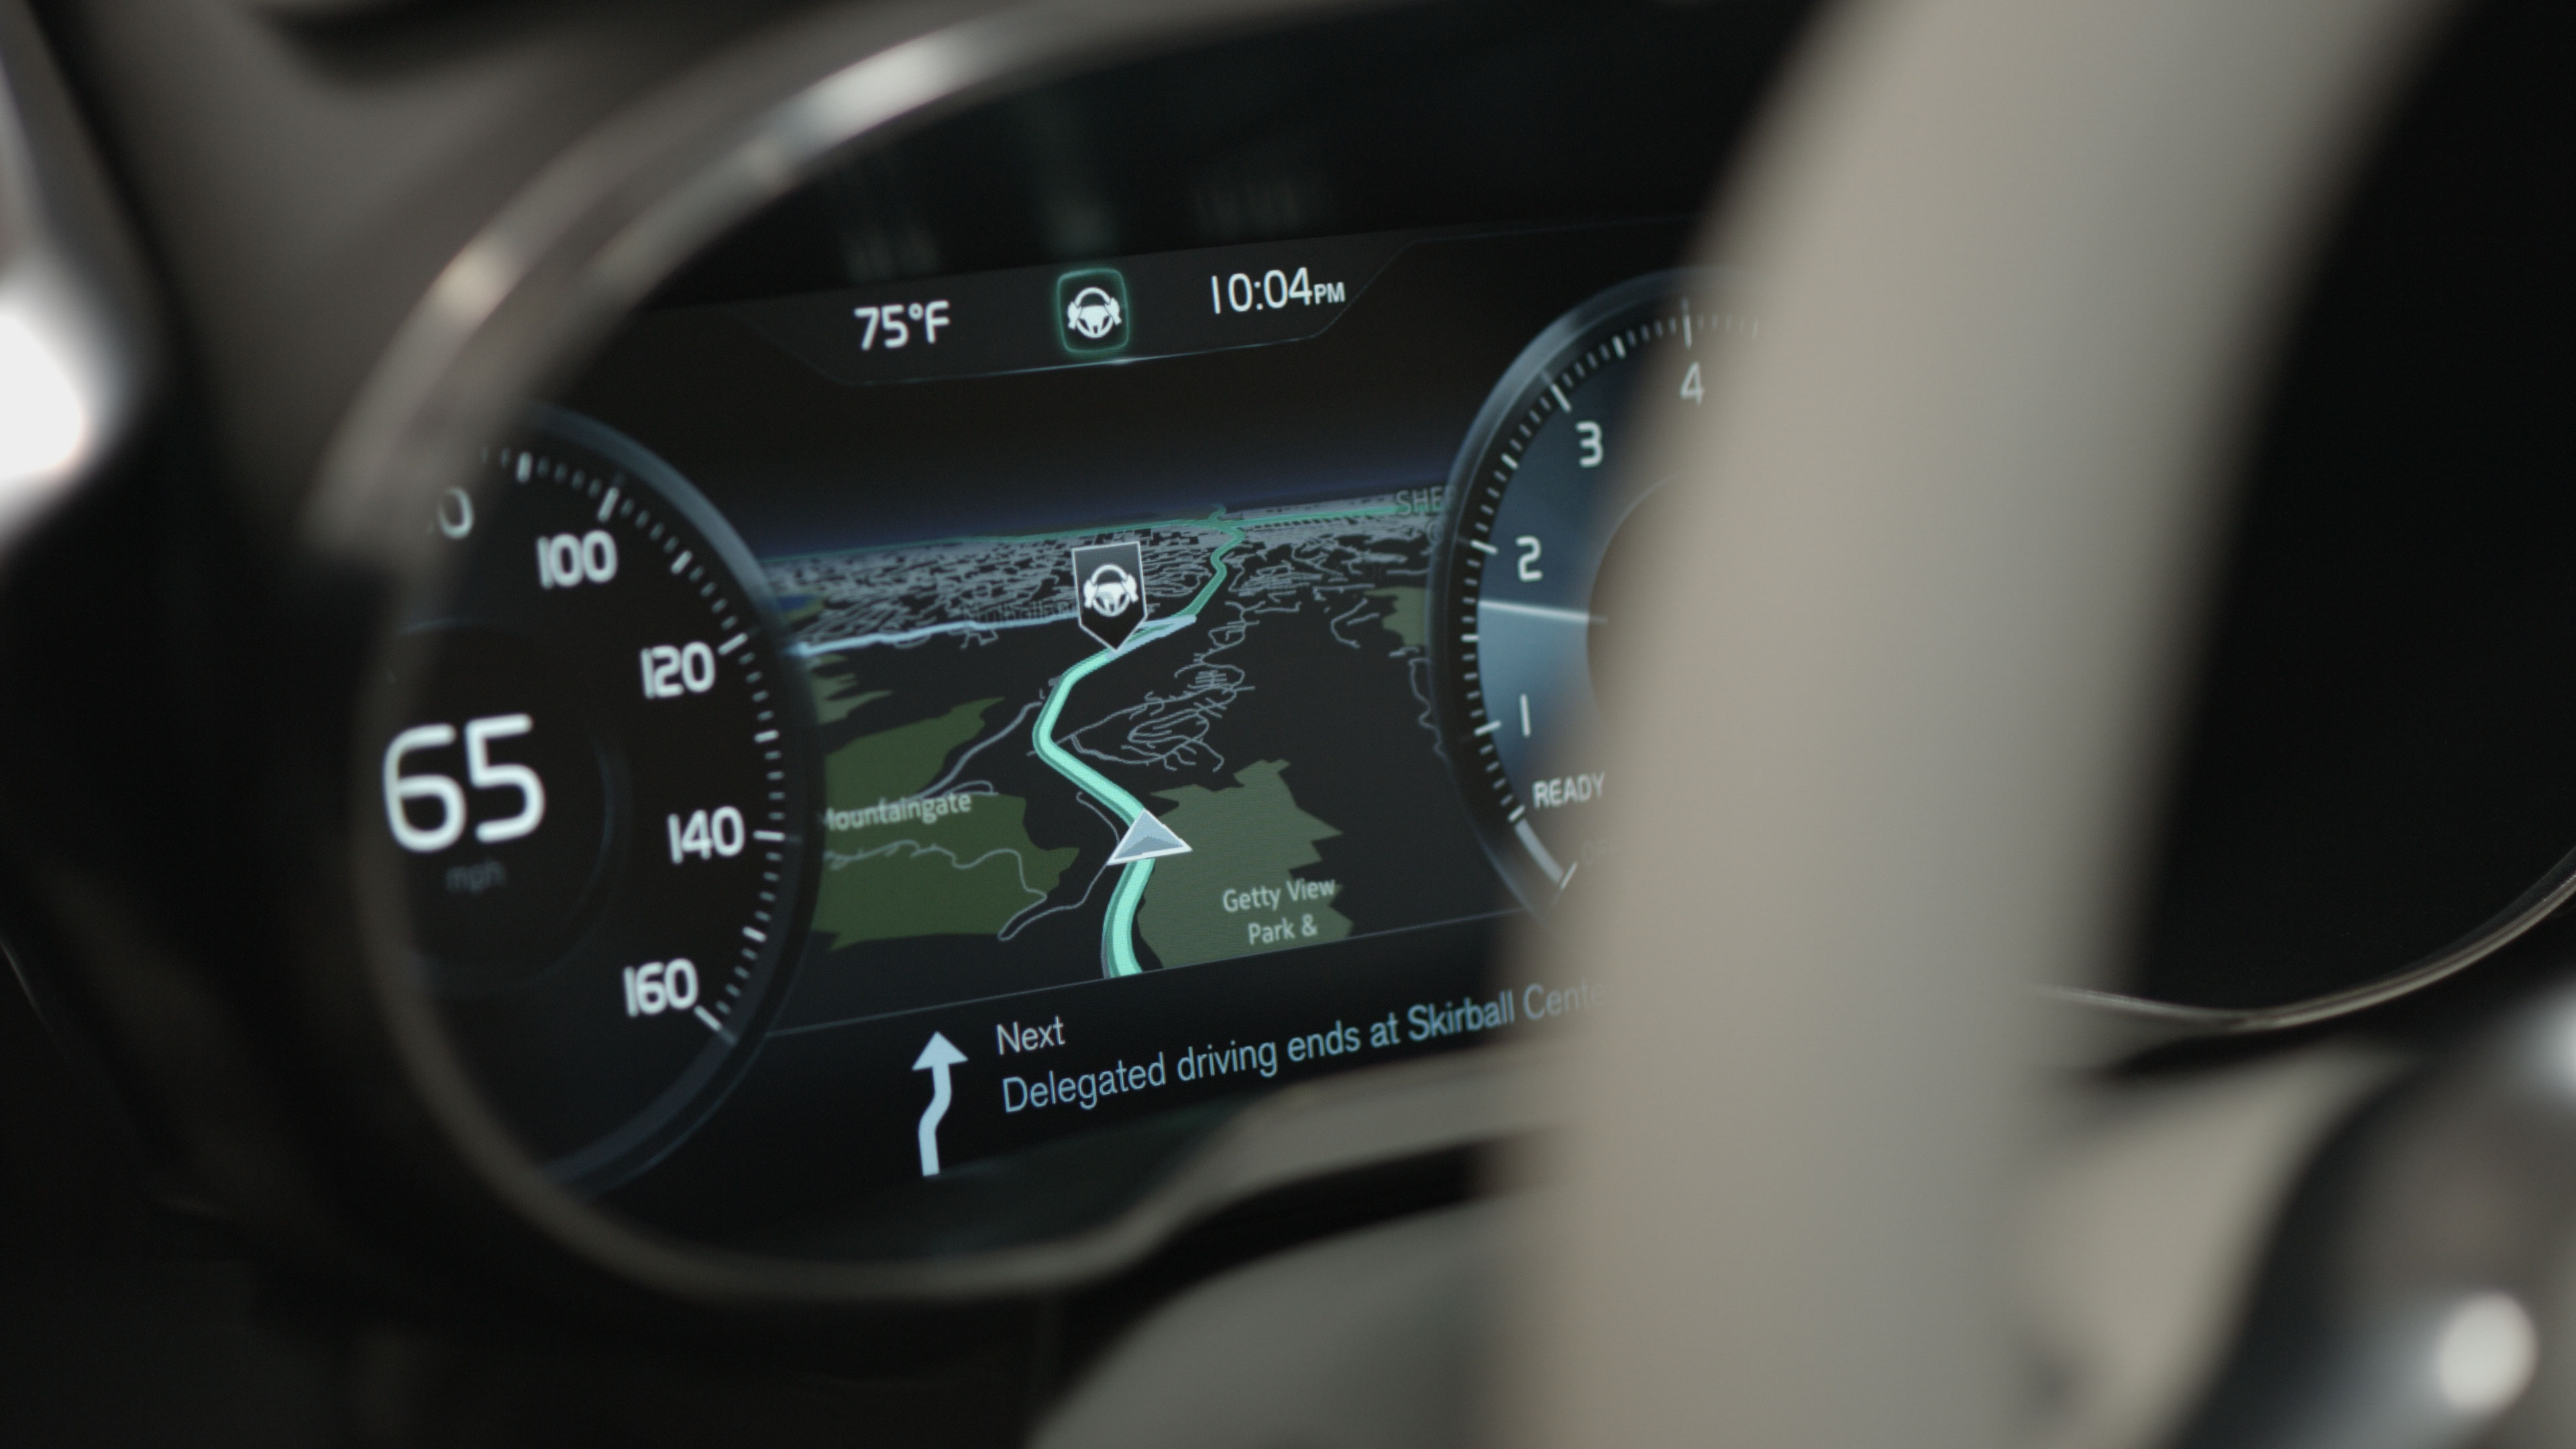 75°F
10:04PM
100
120
140
160
65
mph
4
3
2
1
READY
Mountaingate
Getty View
Park &
Next
Delegated driving ends at Skirball